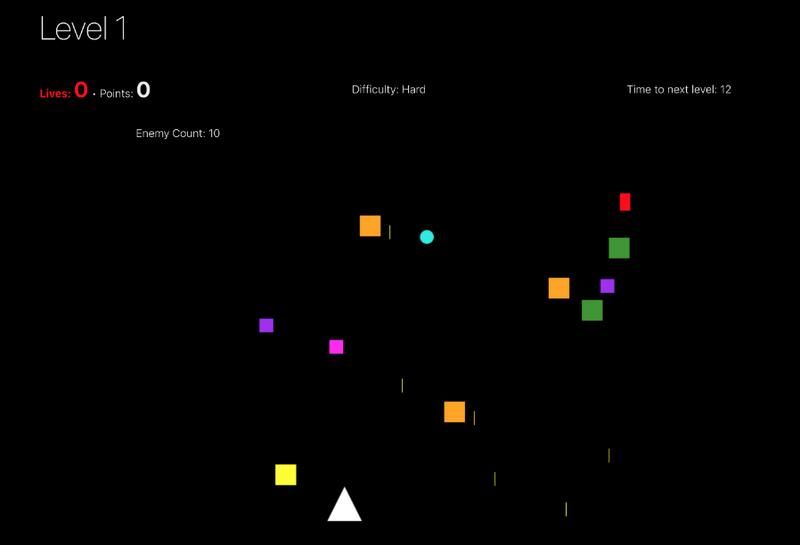 Level 1
Lives: 0 · Points: 0
Difficulty: Hard
Time to next level: 12
Enemy Count: 10